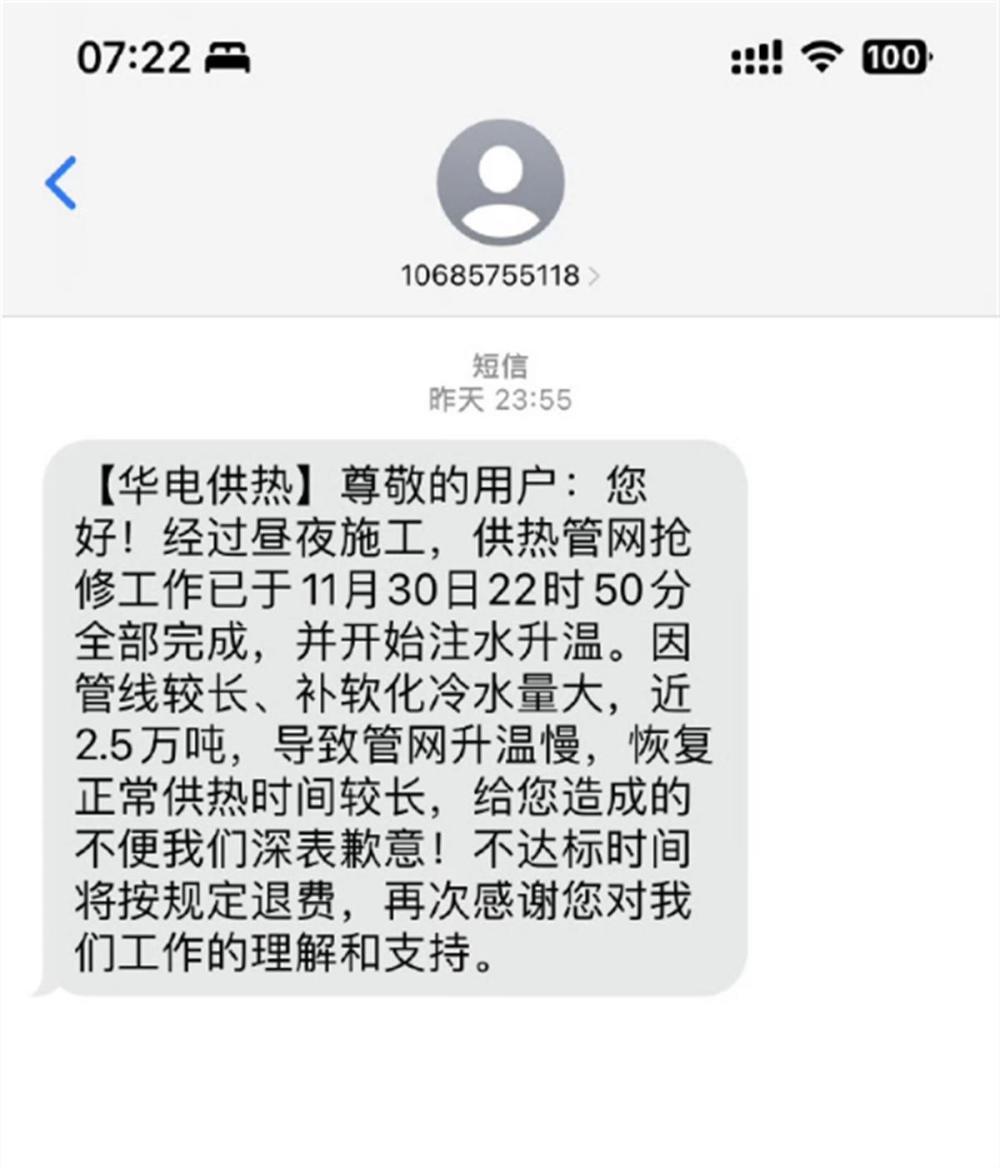 07:22
100
10685755118
短信
昨天 23:55
【华电供热】尊敬的用户：您
好！经过昼夜施工，供热管网抢
修工作已于11月30日22时50分
全部完成，并开始注水升温。因
管线较长、补软化冷水量大，近
2.5万吨，导致管网升温慢，恢复
正常供热时间较长，给您造成的
不便我们深表歉意！不达标时间
将按规定退费，再次感谢您对我
们工作的理解和支持。